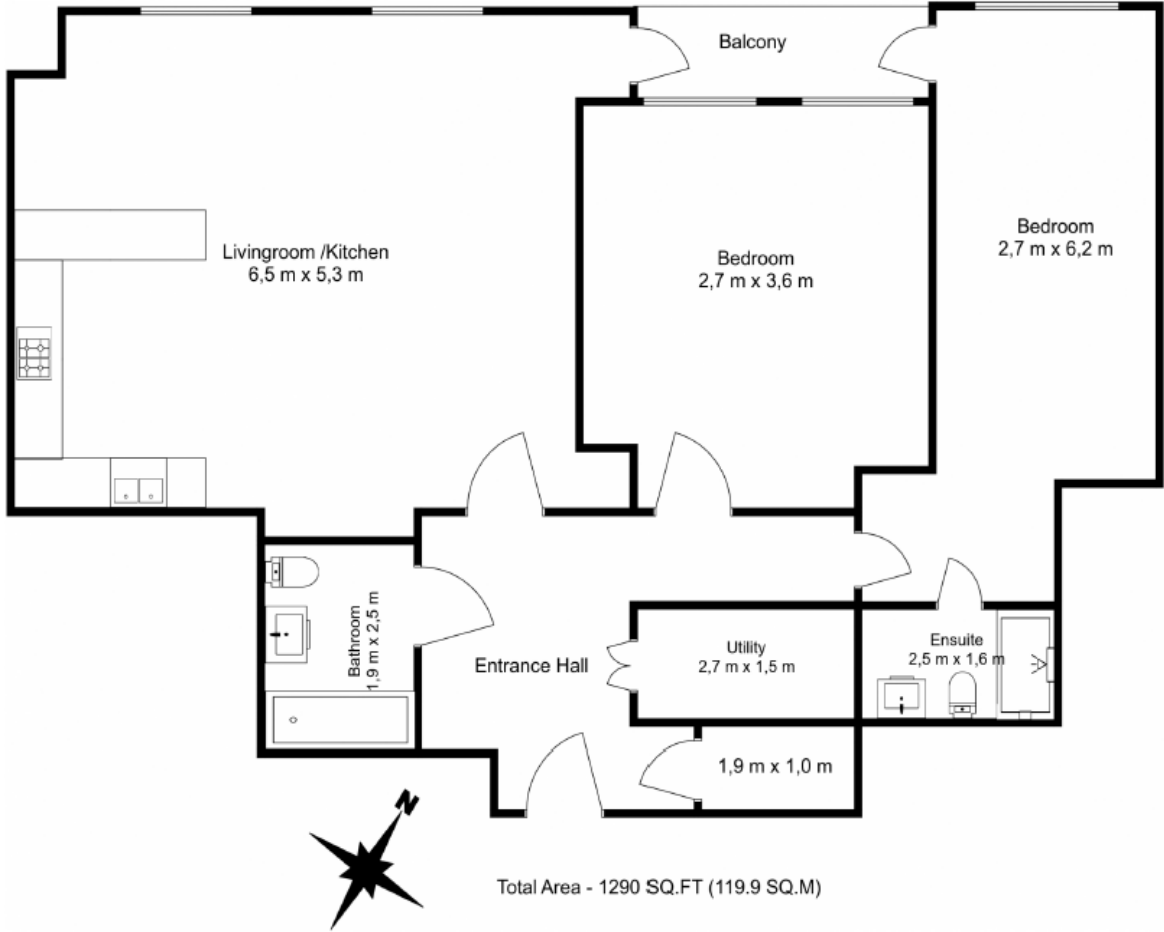 Balcony
Livingroom /Kitchen
6,5 m x 5,3 m
Bedroom
2,7 m x 3,6 m
Bedroom
2,7 m x 6,2 m
Bathroom
1,9 m x 2,5 m
Entrance Hall
Utility
2,7 m x 1,5 m
Ensuite
2,5 m x 1,6 m
1,9 m x 1,0 m
N
Total Area - 1290 SQ.FT (119.9 SQ.M)